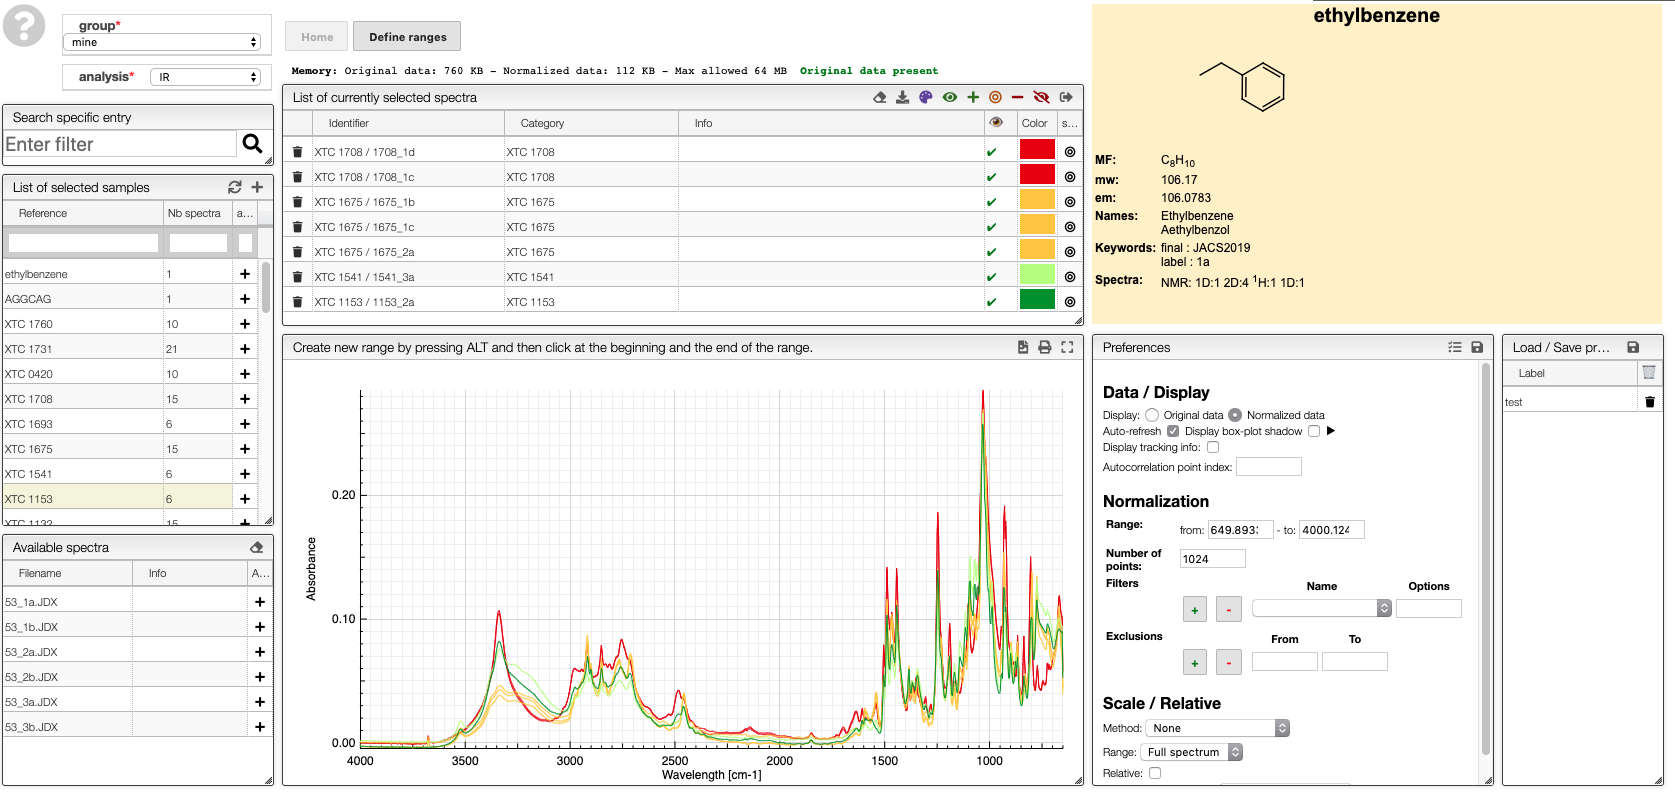 ?
group*
mine
analysis* IR
Search specific entry
Enter filter
List of selected samples
Reference Nb spectra a...
ethylbenzene 1
AGGCAG 1
XTC 1760 10
XTC 1731 21
XTC 0420 10
XTC 1708 15
XTC 1693 6
XTC 1675 15
XTC 1541 6
XTC 1153 6
XTC 1132 15
Available spectra
Filename Info A...
53_1a.JDX
53_1b.JDX
53_2a.JDX
53_2b.JDX
53_3a.JDX
53_3b.JDX
Home Define ranges
Memory: Original data: 760 KB - Normalized data: 112 KB - Max allowed 64 MB Original data present
List of currently selected spectra
Identifier Category Info Color s...
XTC 1708 / 1708_1d XTC 1708
XTC 1708 / 1708_1c XTC 1708
XTC 1675 / 1675_1b XTC 1675
XTC 1675 / 1675_1c XTC 1675
XTC 1675 / 1675_2a XTC 1675
XTC 1541 / 1541_3a XTC 1541
XTC 1153 / 1153_2a XTC 1153
Create new range by pressing ALT and then click at the beginning and the end of the range.
Absorbance
0.20
0.10
0.00
4000 3000 2500 2000 1500 1000
Wavelength [cm-1]
ethylbenzene
MF: C8H10
mw: 106.17
em: 106.0783
Names: Ethylbenzene
Aethylbenzol
Keywords: final : JACS2019
label : 1a
Spectra: NMR: 1D:1 2D:4 1H:1 1D:1
Preferences
Data / Display
Display: Original data Normalized data
Auto-refresh Display box-plot shadow
Display tracking info:
Autocorrelation point index:
Normalization
Range: from: 649.893: - to: 4000.124
Number of
points: 1024
Filters Name Options
+ -
Exclusions From To
+ -
Scale / Relative
Method: None
Range: Full spectrum
Relative:
Load / Save pr...
Label
test